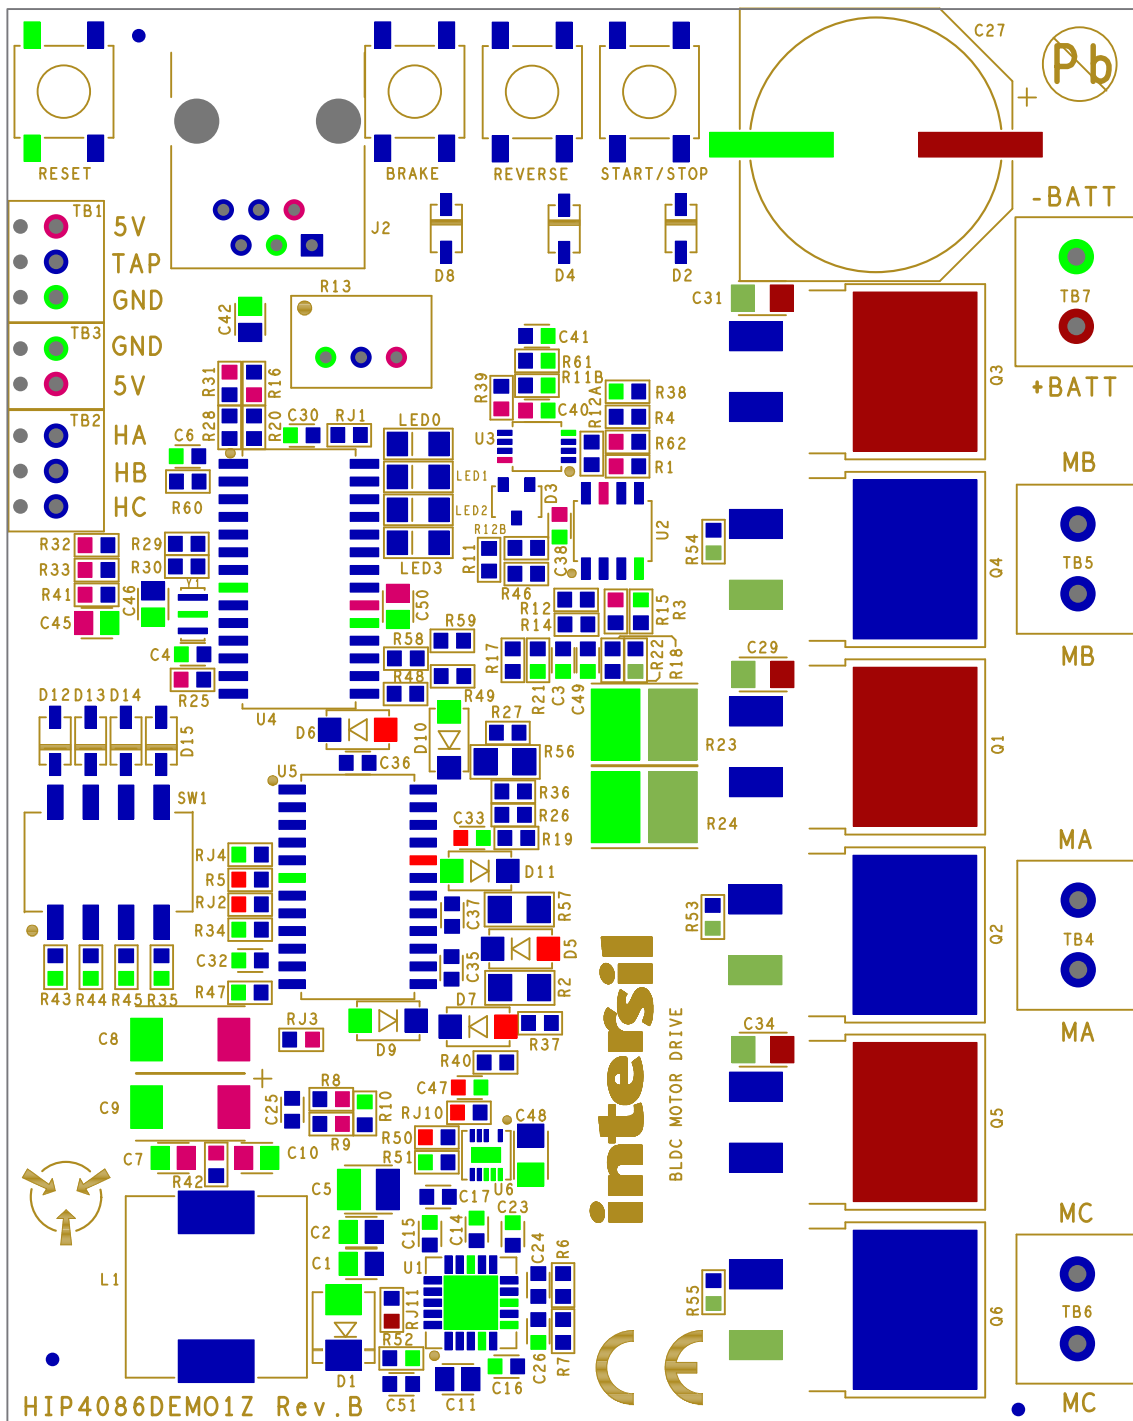 C27
Pb
+
RESET
BRAKE
REVERSE
START/STOP
-BATT
TB1
5V
TAP
GND
J2
D8
D4
D2
TB7
+BATT
C31
Q3
TB3
GND
5V
C42
R13
C41
R61
R11B
R39
C40
R12A
R38
R4
R62
R1
R31
R16
R28
R20
C30
RJ1
LED0
LED1
LED2
LED3
U3
TB2
HA
HB
HC
C6
R60
MB
D3
R12B
U2
C38
R11
R46
R54
Q4
TB5
R32
R33
R41
C45
R29
R30
Y1
C46
C50
R58
R59
R12
R14
R15
R3
MB
C4
R25
R48
R49
R17
R21
C3
C49
R22
R18
C29
D12
D13
D14
D15
U4
D6
D10
R27
R56
R23
Q1
C36
U5
R36
R26
R24
SW1
C33
R19
MA
RJ4
R5
RJ2
R34
D11
C37
R57
R53
Q2
TB4
C32
C35
D5
R43
R44
R45
R35
R47
R2
intersil
BLDC MOTOR DRIVE
D7
MA
C8
RJ3
D9
R37
C34
R40
C9
+
C25
R8
R9
R10
C47
RJ10
C48
R50
R51
Q5
C7
R42
C10
U6
C5
C17
C23
MC
C2
C15
C14
C24
R6
L1
C1
U1
R55
Q6
TB6
RJ11
R52
D1
C51
C11
C16
C26
R7
CE
MC
HIP4086DEMO1Z Rev.B